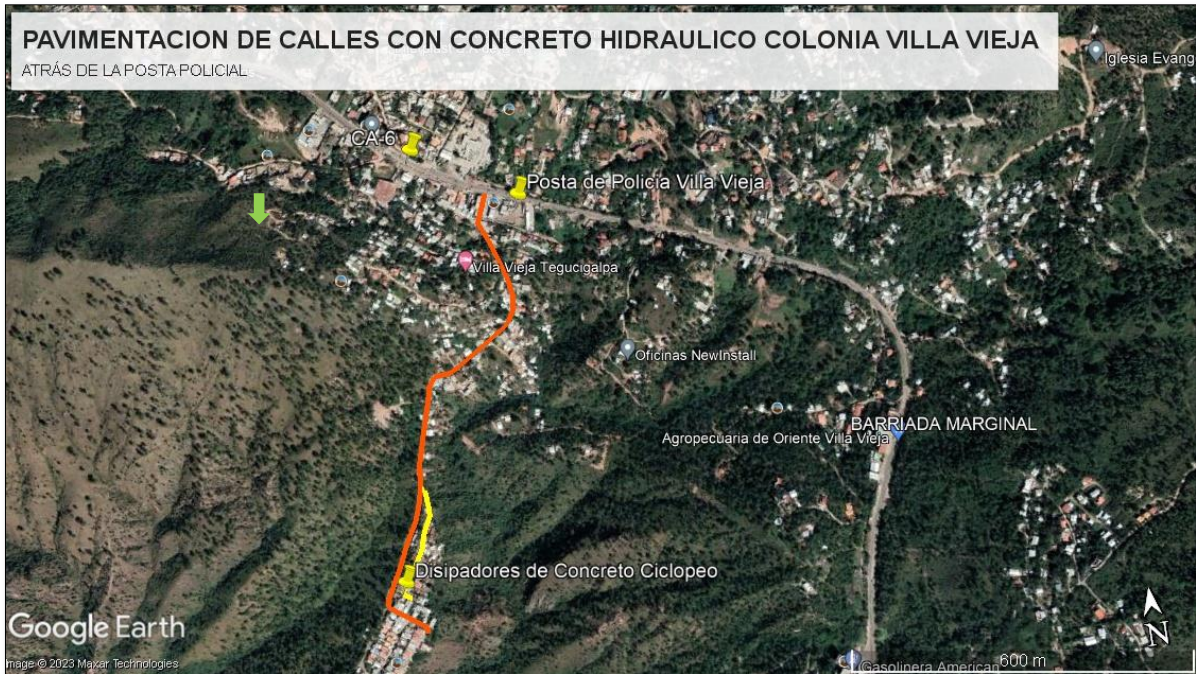 PAVIMENTACION DE CALLES CON CONCRETO HIDRAULICO COLONIA VILLA VIEJA
ATRÁS DE LA POSTA POLICIAL
Iglesia Evang
CA-6
Posta de Policia Villa Vieja
Villa Vieja Tegucigalpa
Oficinas NewInstall
BARRIADA MARGINAL
Agropecuaria de Oriente Villa Vieja
Disipadores de Concreto Ciclopeo
Google Earth
N
mage © 2023 Maxar Technologies
Gasolinera American
600 m